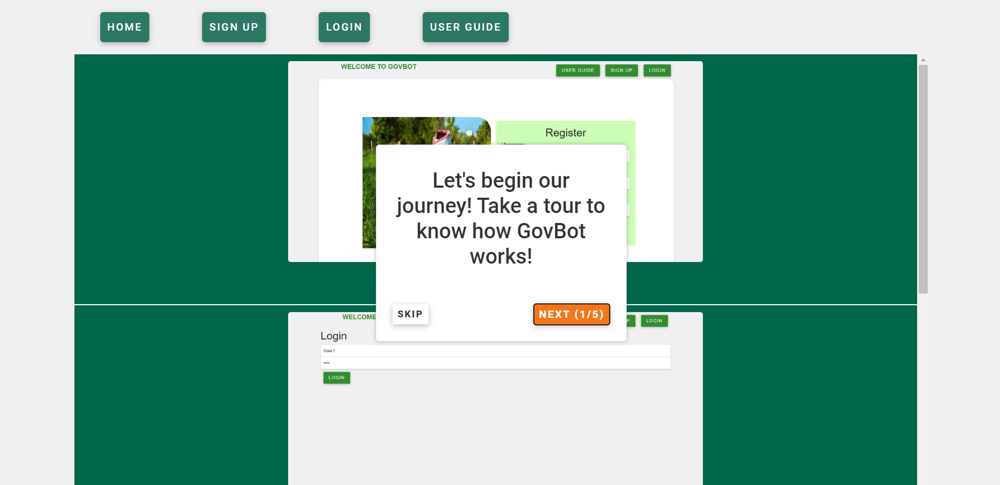 HOME
SIGN UP
LOGIN
USER GUIDE
WELCOME TO GOVBOT
USER GUIDE
SIGN UP
LOGIN
Register
Username
Let's begin our
journey! Take a tour to
know how GovBot
works!
SKIP
NEXT (1/5)
WELCOME
P
LOGIN
Login
User1
••••
LOGIN